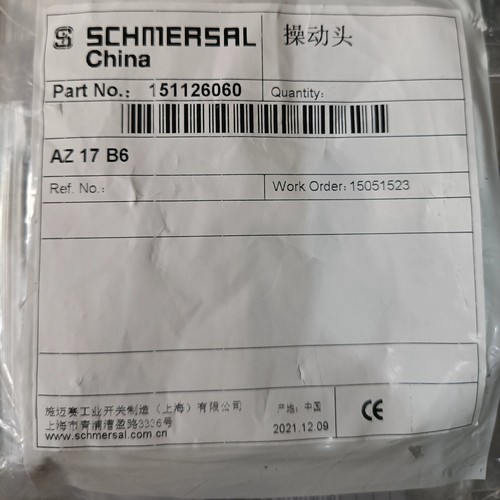 SCHMERSAL 操动头
China
Part No.: 151126060 Quantity:
AZ 17 B6
Ref. No.: Work Order: 15051523
施迈赛工业开关制造（上海）有限公司 产地: 中国
上海市青浦漕盈路3336号
www.schmersal.com.cn 2021.12.09
CE